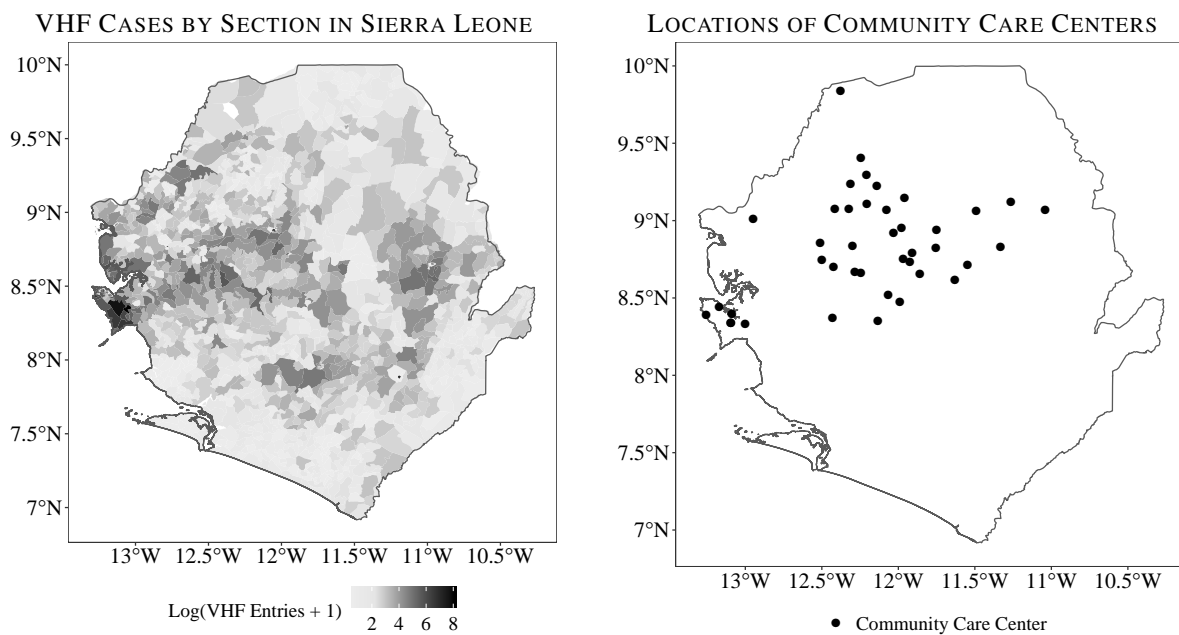 VHF CASES BY SECTION IN SIERRA LEONE
10°N
9.5°N
9°N
8.5°N
8°N
7.5°N
7°N
13°W 12.5°W 12°W 11.5°W 11°W 10.5°W
Log(VHF Entries + 1)
2 4 6 8
LOCATIONS OF COMMUNITY CARE CENTERS
10°N
9.5°N
9°N
8.5°N
8°N
7.5°N
7°N
13°W 12.5°W 12°W 11.5°W 11°W 10.5°W
Community Care Center